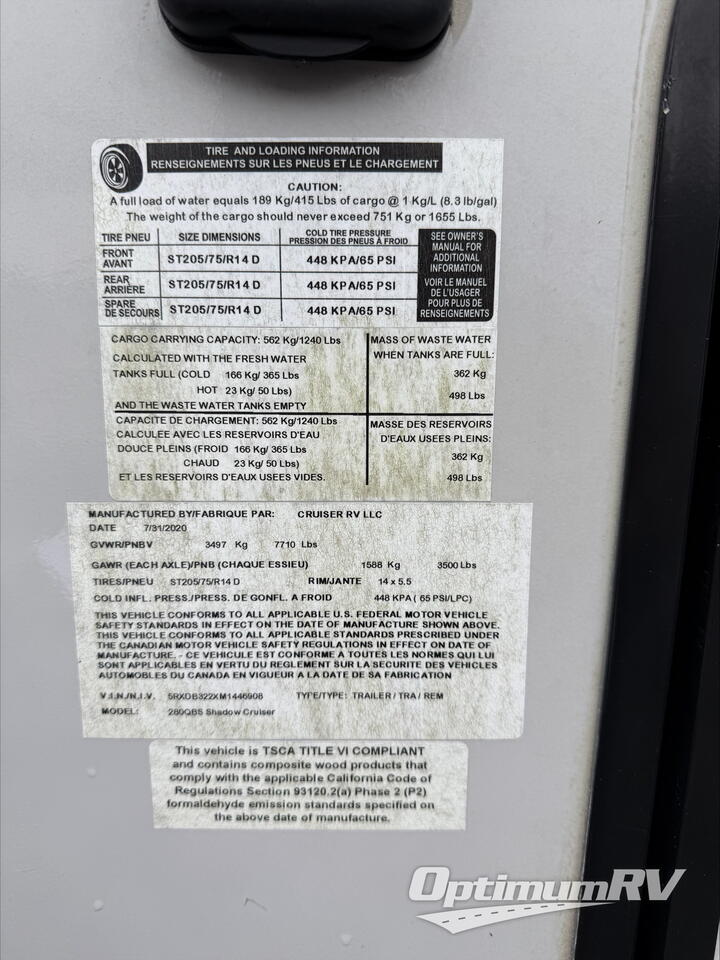 TIRE AND LOADING INFORMATION
RENSEIGNEMENTS SUR LES PNEUS ET LE CHARGEMENT
CAUTION:
A full load of water equals 189 Kg/415 Lbs of cargo @ 1 Kg/L (8.3 lb/gal)
The weight of the cargo should never exceed 751 Kg or 1655 Lbs.
TIRE PNEU SIZE DIMENSIONS COLD TIRE PRESSURE
PRESSION DES PNEUS À FROID
FRONT
AVANT ST205/75/R14 D 448 KPA/65 PSI
REAR
ARRIÈRE ST205/75/R14 D 448 KPA/65 PSI
SPARE
DE SECOURS ST205/75/R14 D 448 KPA/65 PSI
SEE OWNER'S
MANUAL FOR
ADDITIONAL
INFORMATION
VOIR LE MANUEL
DE L'USAGER
POUR PLUS DE
RENSEIGNEMENTS
CARGO CARRYING CAPACITY: 562 Kg/1240 Lbs
CALCULATED WITH THE FRESH WATER
TANKS FULL (COLD 166 Kg/ 365 Lbs
HOT 23 Kg/ 50 Lbs)
AND THE WASTE WATER TANKS EMPTY
MASS OF WASTE WATER
WHEN TANKS ARE FULL:
362 Kg
498 Lbs
CAPACITE DE CHARGEMENT: 562 Kg/1240 Lbs
CALCULEE AVEC LES RESERVOIRS D'EAU
DOUCE PLEINS (FROID 166 Kg/ 365 Lbs
CHAUD 23 Kg/ 50 Lbs)
ET LES RESERVOIRS D'EAUX USEES VIDES.
MASSE DES RESERVOIRS
D'EAUX USEES PLEINS:
362 Kg
498 Lbs
MANUFACTURED BY/FABRIQUE PAR: CRUISER RV LLC
DATE 7/31/2020
GVWR/PNBV 3497 Kg 7710 Lbs
GAWR (EACH AXLE)/PNB (CHAQUE ESSIEU) 1588 Kg 3500 Lbs
TIRES/PNEU ST205/75/R14 D RIM/JANTE 14 x 5.5
COLD INFL. PRESS./PRESS. DE GONFL. A FROID 448 KPA ( 65 PSI/LPC)
THIS VEHICLE CONFORMS TO ALL APPLICABLE U.S. FEDERAL MOTOR VEHICLE
SAFETY STANDARDS IN EFFECT ON THE DATE OF MANUFACTURE SHOWN ABOVE.
THIS VEHICLE CONFORMS TO ALL APPLICABLE STANDARDS PRESCRIBED UNDER
THE CANADIAN MOTOR VEHICLE SAFETY REGULATIONS IN EFFECT ON DATE OF
MANUFACTURE. - CE VEHICULE EST CONFORME A TOUTES LES NORMES QUI LUI
SONT APPLICABLES EN VERTU DU REGLEMENT SUR LA SECURITE DES VEHICLES
AUTOMOBILES DU CANADA EN VIGUEUR A LA DATE DE SA FABRICATION
V.I.N./N.I.V. 5RXDB322XM1446908 TYPE/TYPE: TRAILER / TRA / REM
MODEL: 280QBS Shadow Cruiser
This vehicle is TSCA TITLE VI COMPLIANT
and contains composite wood products that
comply with the applicable California Code of
Regulations Section 93120.2(a) Phase 2 (P2)
formaldehyde emission standards specified on
the above date of manufacture.
OptimumRV